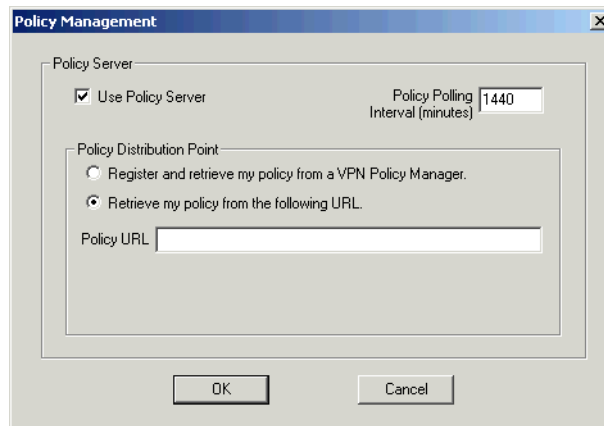 Policy Management
Policy Server
Use Policy Server
Policy Polling
Interval (minutes)
1440
Policy Distribution Point
Register and retrieve my policy from a VPN Policy Manager.
Retrieve my policy from the following URL.
Policy URL
OK
Cancel